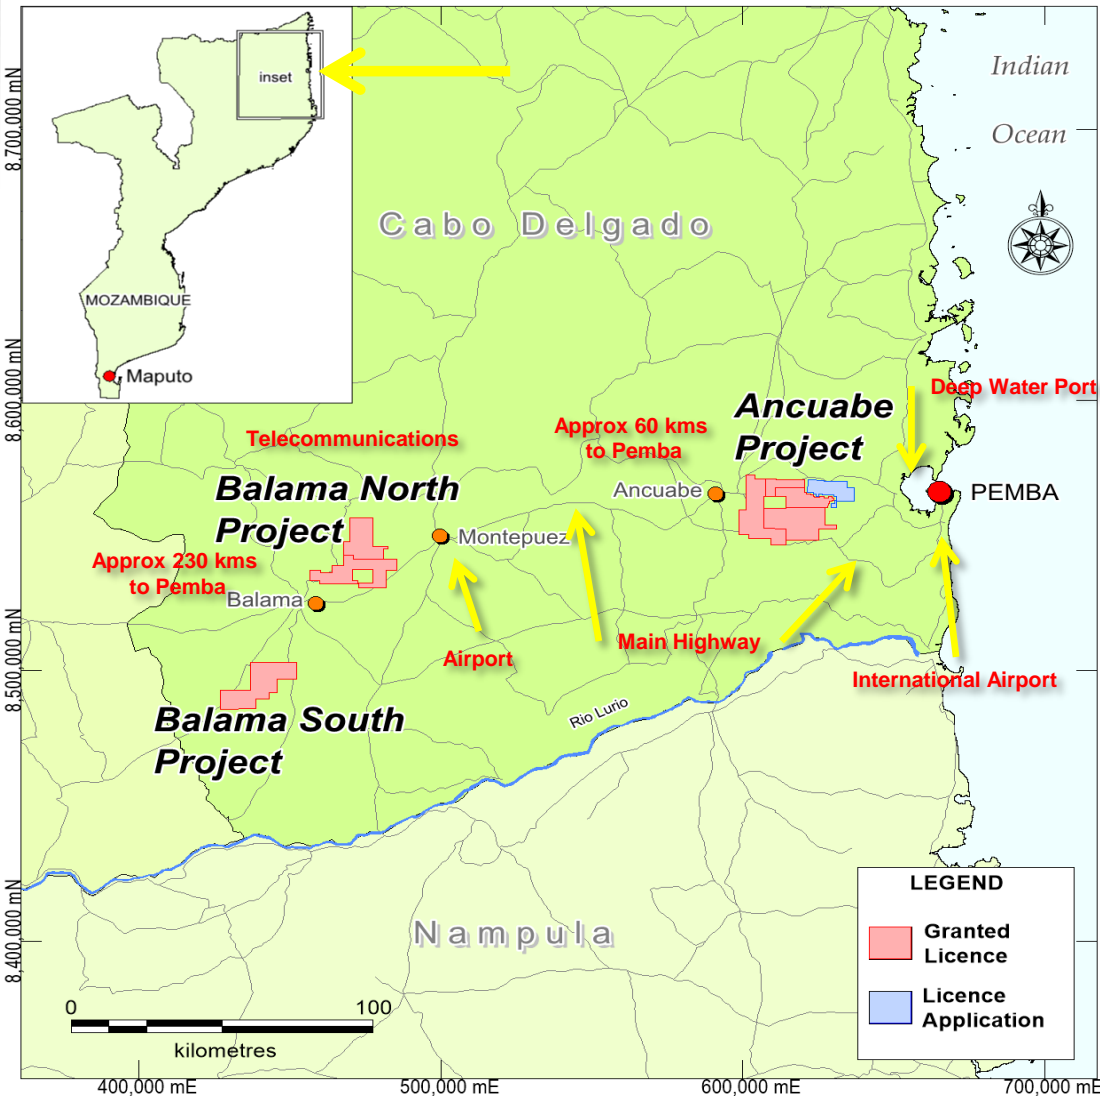 Indian
Ocean
inset
MOZAMBIQUE
Maputo
Cabo Delgado
8,700,000 mN
8,600,000 mN
8,500,000 mN
8,400,000 mN
Deep Water Port
Ancuabe
Project
Approx 60 kms
to Pemba
Telecommunications
Balama North
Project
Ancuabe
PEMBA
Montepuez
Approx 230 kms
to Pemba
Balama
Main Highway
Airport
International Airport
Balama South
Project
Rio Lurio
Nampula
LEGEND
Granted
Licence
Licence
Application
0 100
kilometres
400,000 mE
500,000 mE
600,000 mE
700,000 mE